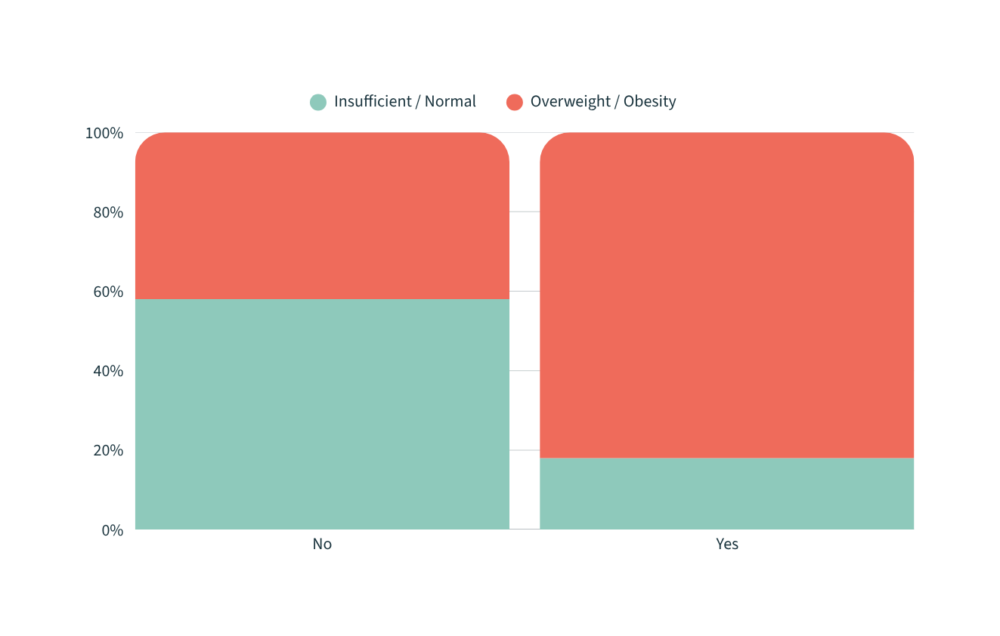 Insufficient / Normal
Overweight / Obesity
100%
80%
60%
40%
20%
0%
No
Yes